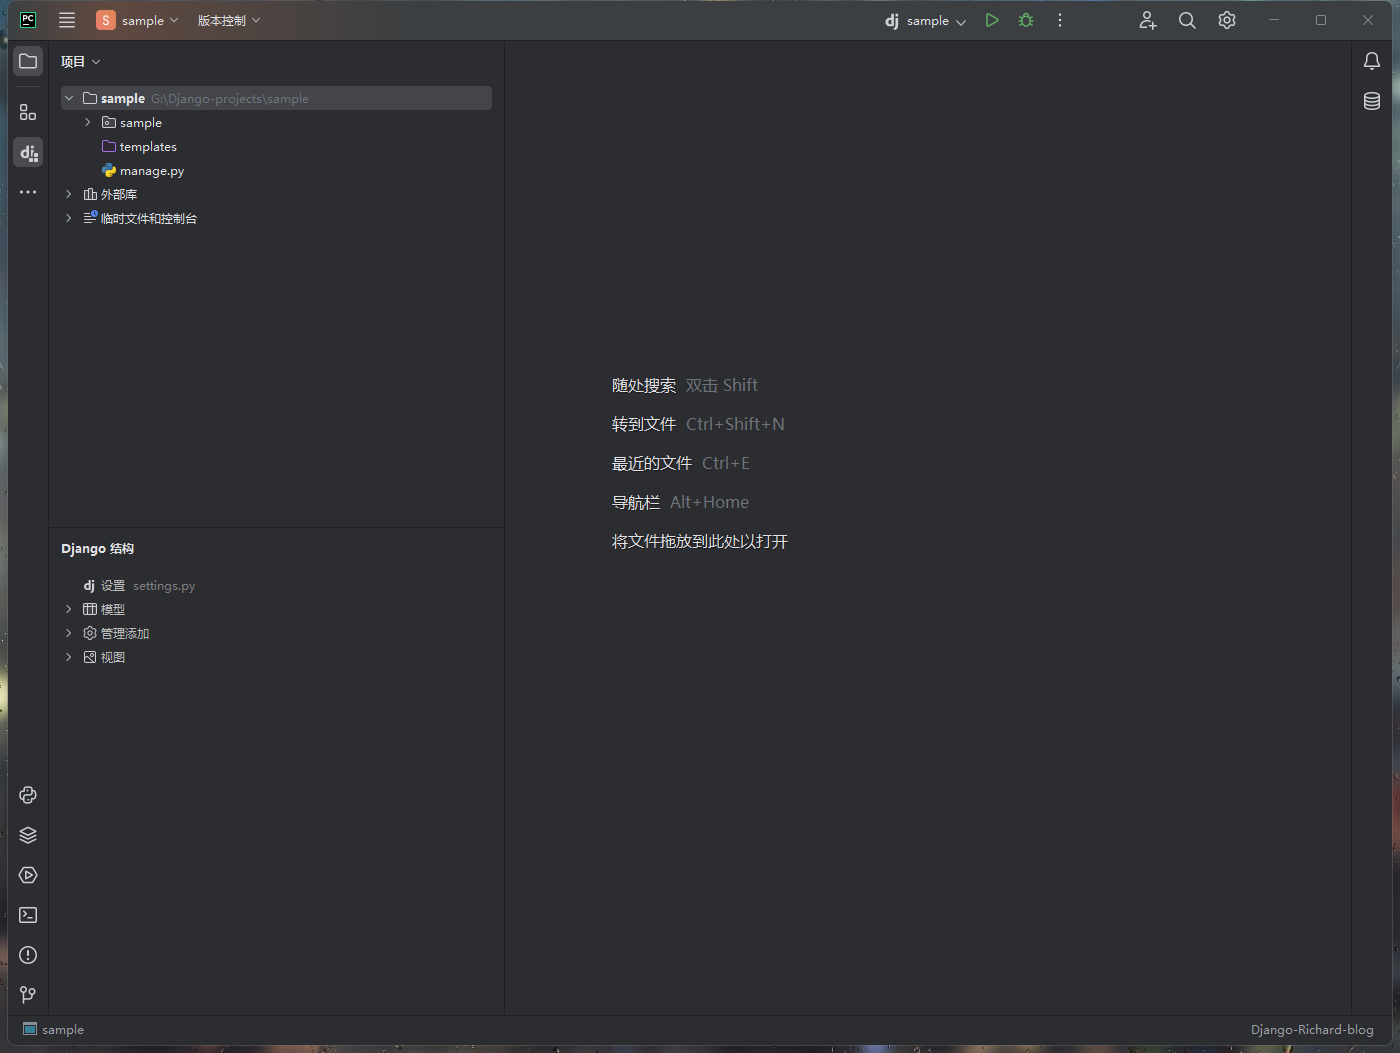 PC
S sample 版本控制
dj sample
项目
sample G:\Django-projects\sample
sample
templates
manage.py
外部库
临时文件和控制台
随处搜索 双击 Shift
转到文件 Ctrl+Shift+N
最近的文件 Ctrl+E
导航栏 Alt+Home
将文件拖放到此处以打开
Django 结构
dj 设置 settings.py
模型
管理添加
视图
sample
Django-Richard-blog